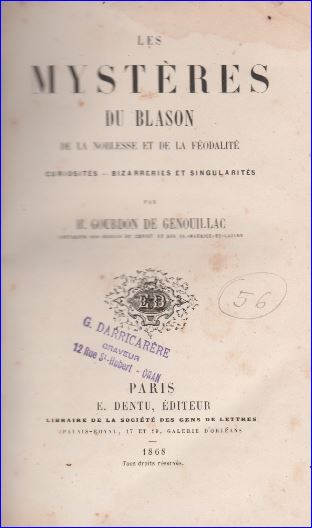 LES
MYSTÈRES
DU BLASON
DE LA NOBLESSE ET DE LA FÉODALITÉ
CURIOSITÉS — BIZARRERIES ET SINGULARITÉS
PAR
H. GOURDON DE GENOUILLAC
ED
56
G. DARRICARÈRE
GRAVEUR
12 Rue St-Hubert - ORAN
PARIS
E. DENTU, ÉDITEUR
LIBRAIRE DE LA SOCIÉTÉ DES GENS DE LETTRES
PALAIS-ROYAL, 17 ET 19, GALERIE D'ORLÉANS
1868
Tous droits réservés.